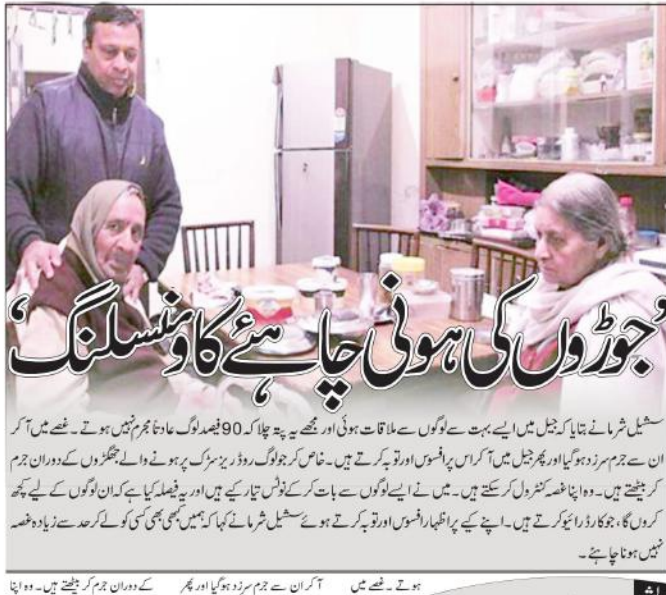 ’جوڑوں کی ہونی چاہئے کاونسلنگ‘
سشیل شرما نے بتایا کہ جیل میں ایسے بہت سے لوگوں سے ملاقات ہوئی اور مجھے یہ پتہ چلا کہ 90 فیصد لوگ عادتاً مجرم نہیں ہوتے ۔ غصے میں آ کر
ان سے جرم سرزد ہو گیا اور پھر جیل میں آکر اس پر افسوس اور توبہ کرتے ہیں ۔ خاص کر جو لوگ روڈ ریز سڑک پر ہونے والے جھگڑوں کے دوران جرم
کر بیٹھتے ہیں ۔ وہ اپنا غصہ کنٹرول کر سکتے ہیں ۔ میں نے ایسے لوگوں سے بات کر کے نوٹس تیار کیے ہیں اور یہ فیصلہ کیا ہے کہ ان لوگوں کے لیے کچھ
کروں گا ، جو کار ڈرائیو کرتے ہیں ۔ اپنے کیے پر اظہار افسوس اور توبہ کرتے ہوئے سشیل شرما نے کہا کہ ہمیں کبھی بھی کسی کو لے کر حد سے زیادہ غصہ
نہیں ہونا چاہئے ۔
ہوتے ۔ غصے میں
آ کر ان سے جرم سرزد ہو گیا اور پھر
کے دوران جرم کر بیٹھتے ہیں ۔ وہ اپنا